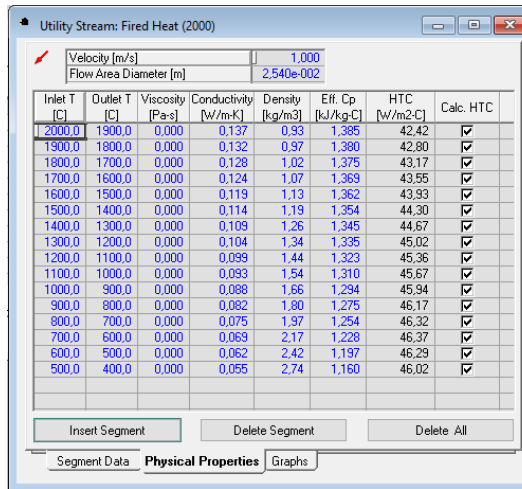 Utility Stream: Fired Heat (2000)
Velocity [m/s] 1,000
Flow Area Diameter [m] 2,540e-002
Inlet T [C] Outlet T [C] Viscosity [Pa-s] Conductivity [W/m-K] Density [kg/m3] Eff. Cp [kJ/kg-C] HTC [W/m2-C] Calc. HTC
2000,0 1900,0 0,000 0,137 0,93 1,385 42,42
1900,0 1800,0 0,000 0,132 0,97 1,380 42,80
1800,0 1700,0 0,000 0,128 1,02 1,375 43,17
1700,0 1600,0 0,000 0,124 1,07 1,369 43,55
1600,0 1500,0 0,000 0,119 1,13 1,362 43,93
1500,0 1400,0 0,000 0,114 1,19 1,354 44,30
1400,0 1300,0 0,000 0,109 1,26 1,345 44,67
1300,0 1200,0 0,000 0,104 1,34 1,335 45,02
1200,0 1100,0 0,000 0,099 1,44 1,323 45,36
1100,0 1000,0 0,000 0,093 1,54 1,310 45,67
1000,0 900,0 0,000 0,088 1,66 1,294 45,94
900,0 800,0 0,000 0,082 1,80 1,275 46,17
800,0 700,0 0,000 0,075 1,97 1,254 46,32
700,0 600,0 0,000 0,069 2,17 1,228 46,37
600,0 500,0 0,000 0,062 2,42 1,197 46,29
500,0 400,0 0,000 0,055 2,74 1,160 46,02
Insert Segment Delete Segment Delete All
Segment Data Physical Properties Graphs